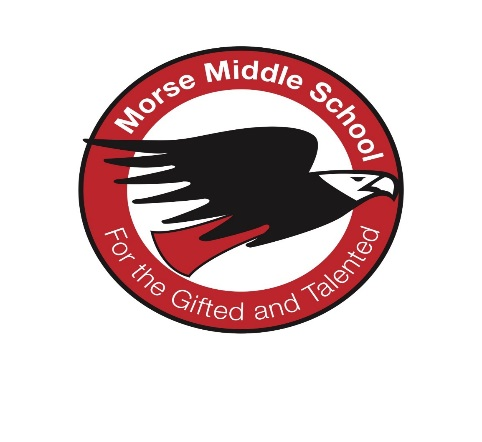 Morse Middle School
For the Gifted and Talented